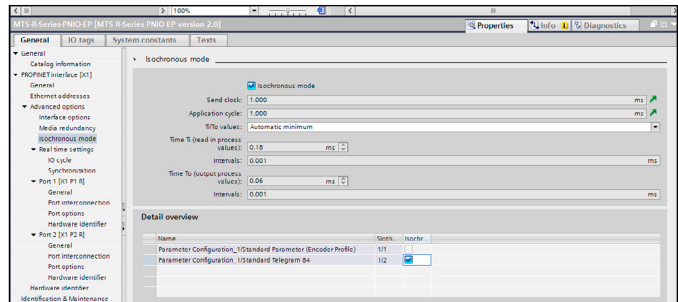 100%
MTS-R-Series-PNIO-EP [MTS R-Series PNIO EP version 2.0]
Properties
Info
Diagnostics
General
IO tags
System constants
Texts
General
Catalog information
PROFINET interface [X1]
General
Ethernet addresses
Advanced options
Interface options
Media redundancy
Isochronous mode
Real time settings
IO cycle
Synchronization
Port 1 [X1 P1 R]
General
Port interconnection
Port options
Hardware identifier
Port 2 [X1 P2 R]
General
Port interconnection
Port options
Hardware identifier
Hardware identifier
Identification & Maintenance
Isochronous mode
Isochronous mode
Send clock: 1.000 ms
Application cycle: 1.000 ms
Ti/To values: Automatic minimum
Time Ti (read in process
values): 0.18 ms
Intervals: 0.001 ms
Time To (output process
values): 0.06 ms
Intervals: 0.001 ms
Detail overview
Name Slot/s... Isochr...
Parameter Configuration_1/Standard Parameter (Encoder Profile) 1/1
Parameter Configuration_1/Standard Telegram 84 1/2